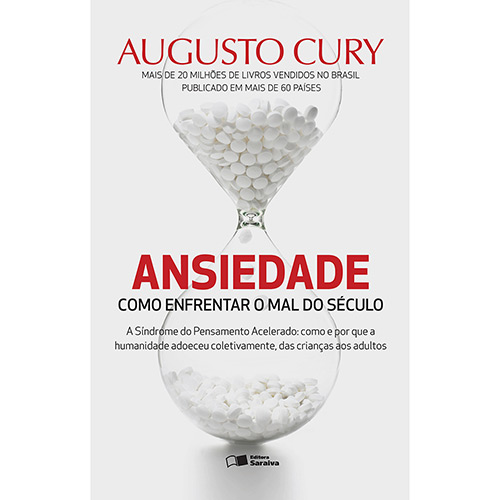 AUGUSTO CURY
MAIS DE 20 MILHÕES DE LIVROS VENDIDOS NO BRASIL
PUBLICADO EM MAIS DE 60 PAÍSES
ANSIEDADE
COMO ENFRENTAR O MAL DO SÉCULO
A Síndrome do Pensamento Acelerado: como e por que a
humanidade adoeceu coletivamente, das crianças aos adultos
Editora
Saraiva